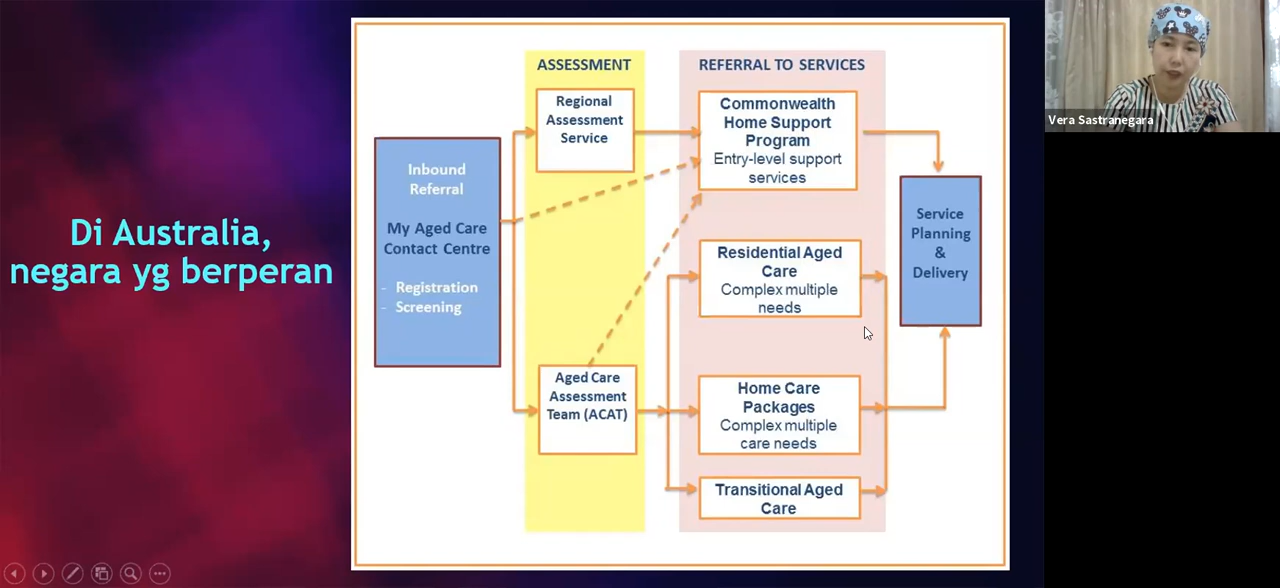 Di Australia,
negara yg berperan
Inbound
Referral
My Aged Care
Contact Centre
- Registration
- Screening
ASSESSMENT
Regional
Assessment
Service
Aged Care
Assessment
Team (ACAT)
REFERRAL TO SERVICES
Commonwealth
Home Support
Program
Entry-level support
services
Residential Aged
Care
Complex multiple
needs
Home Care
Packages
Complex multiple
care needs
Transitional Aged
Care
Service
Planning
&
Delivery
Vera Sastranegara